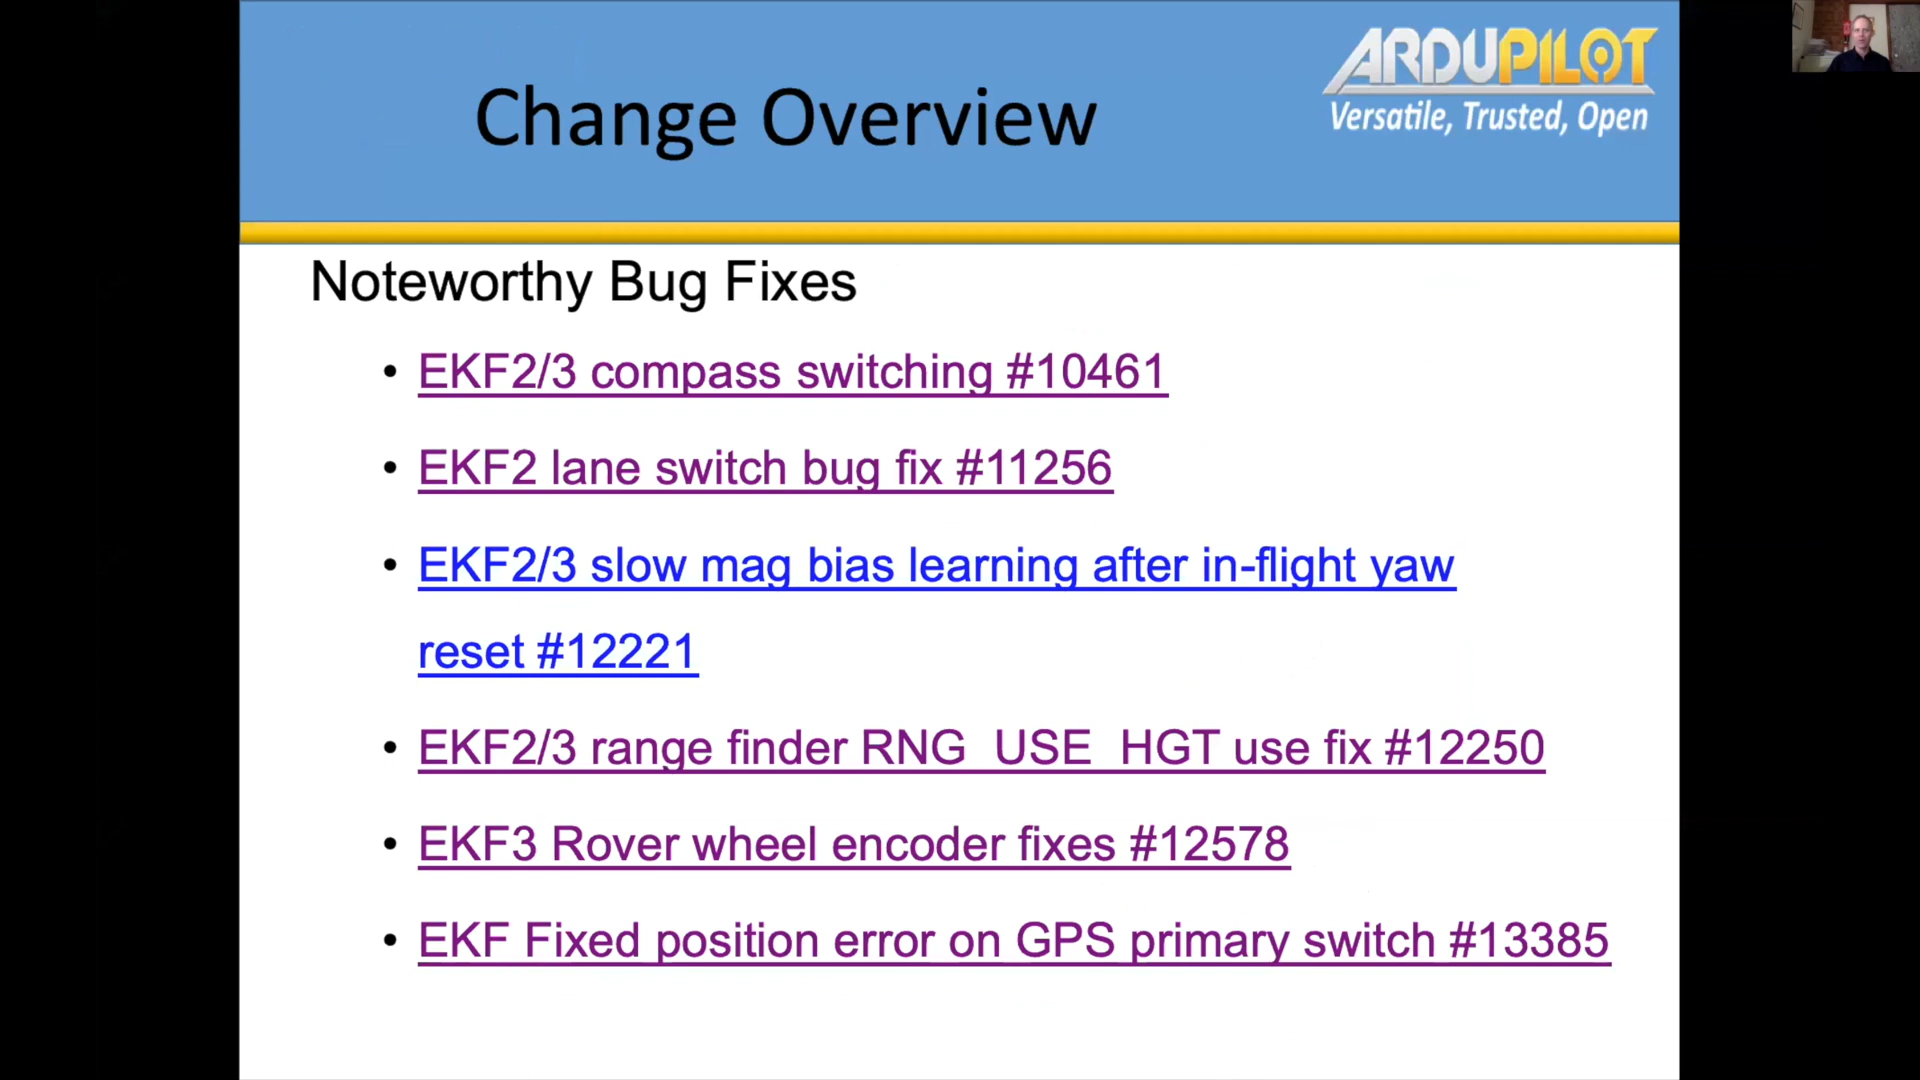 ARDUPILOT
Versatile, Trusted, Open
Change Overview
Noteworthy Bug Fixes
• EKF2/3 compass switching #10461
• EKF2 lane switch bug fix #11256
• EKF2/3 slow mag bias learning after in-flight yaw
reset #12221
• EKF2/3 range finder RNG_USE_HGT use fix #12250
• EKF3 Rover wheel encoder fixes #12578
• EKF Fixed position error on GPS primary switch #13385